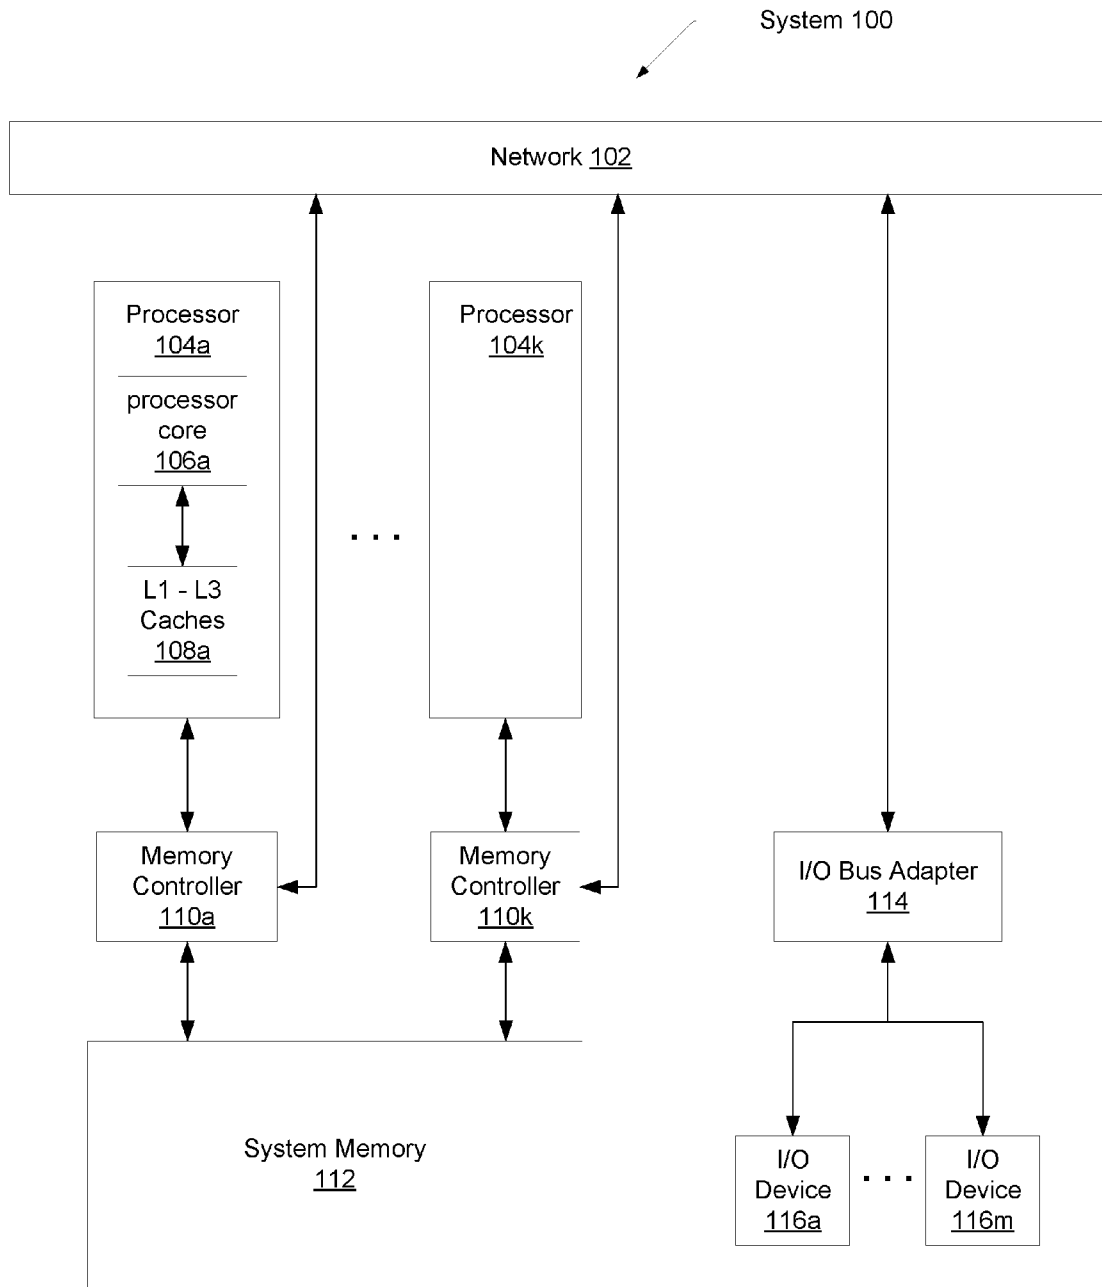 System 100
Network 102
Processor
104a
processor
core
106a
L1 - L3
Caches
108a
. . .
Processor
104k
Memory
Controller
110a
Memory
Controller
110k
I/O Bus Adapter
114
System Memory
112
I/O
Device
116a
. . .
I/O
Device
116m